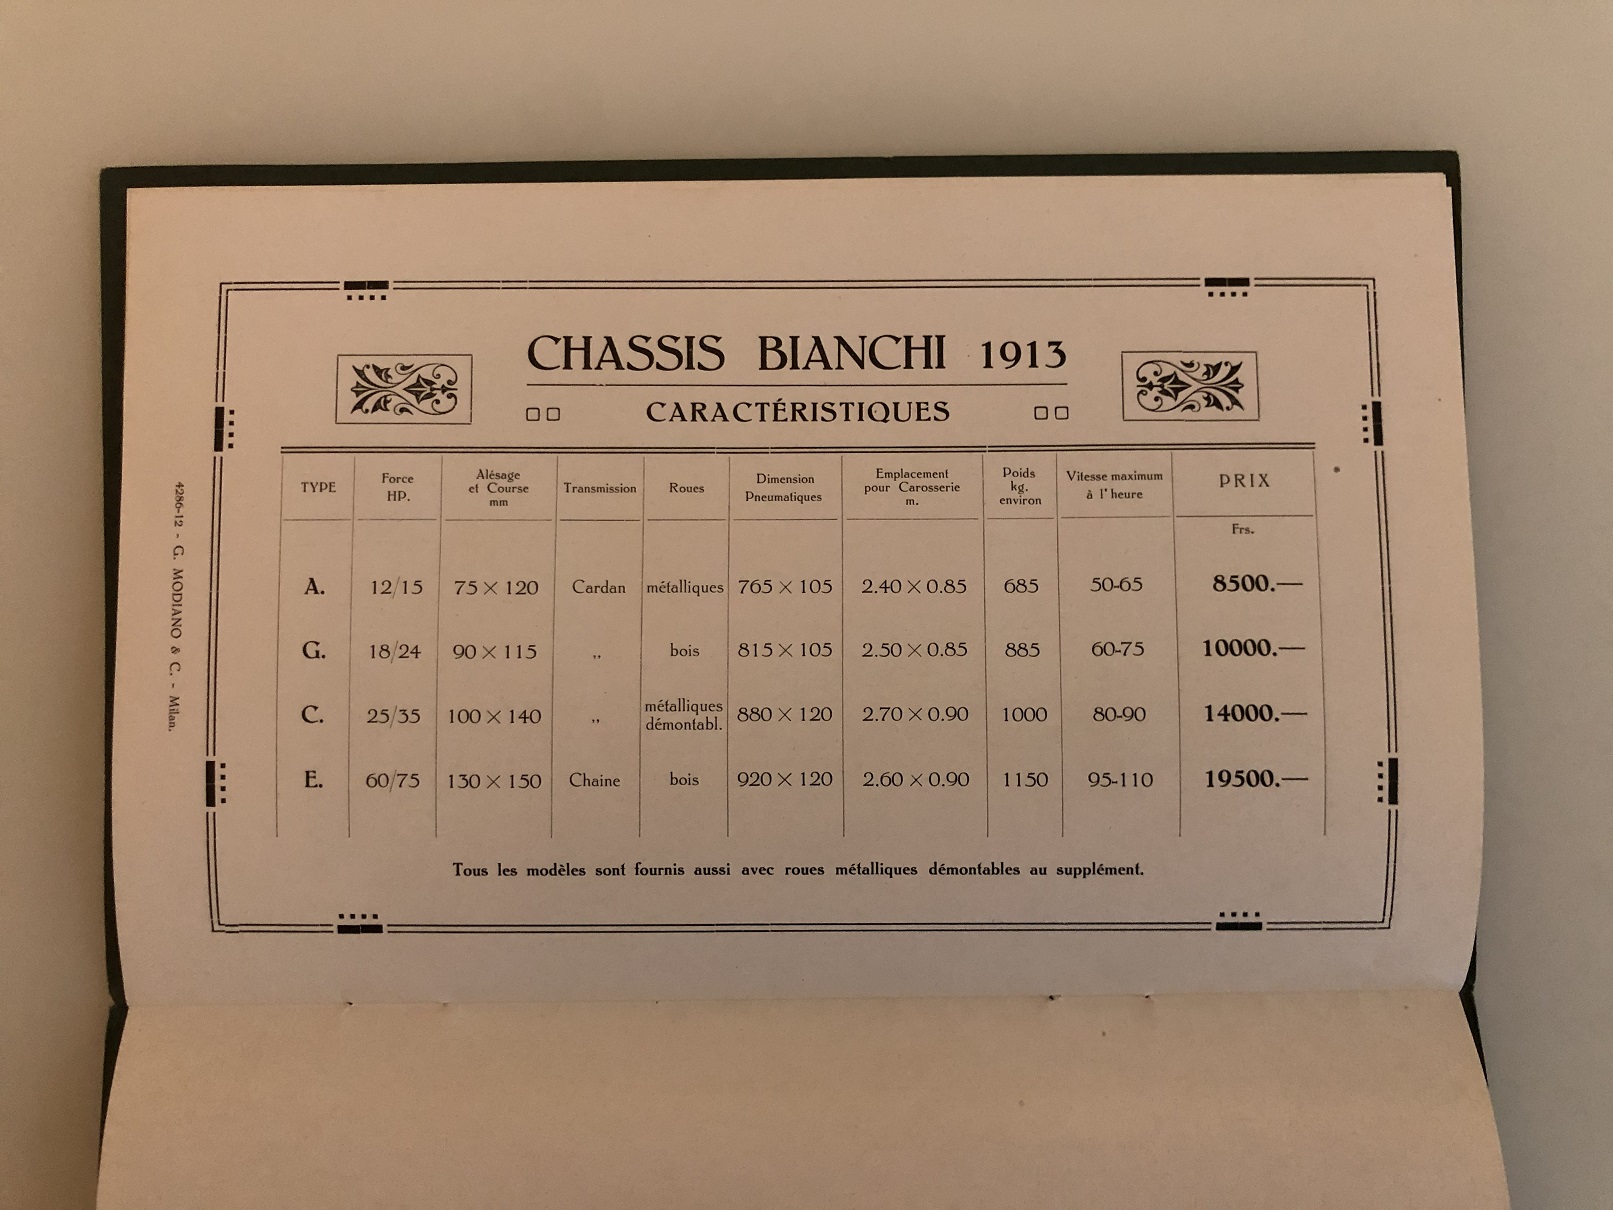 CHASSIS BIANCHI 1913
CARACTÉRISTIQUES
TYPE Force HP. Alésage et Course mm Transmission Roues Dimension Pneumatiques Emplacement pour Carosserie m. Poids kg. environ Vitesse maximum à l'heure PRIX
Frs.
A. 12/15 75 × 120 Cardan métalliques 765 × 105 2.40 × 0.85 685 50-65 8500.—
G. 18/24 90 × 115 „ bois 815 × 105 2.50 × 0.85 885 60-75 10000.—
C. 25/35 100 × 140 „ métalliques démontabl. 880 × 120 2.70 × 0.90 1000 80-90 14000.—
E. 60/75 130 × 150 Chaine bois 920 × 120 2.60 × 0.90 1150 95-110 19500.—
Tous les modèles sont fournis aussi avec roues métalliques démontables au supplément.
4286-12 - G. MODIANO & C. - Milan.